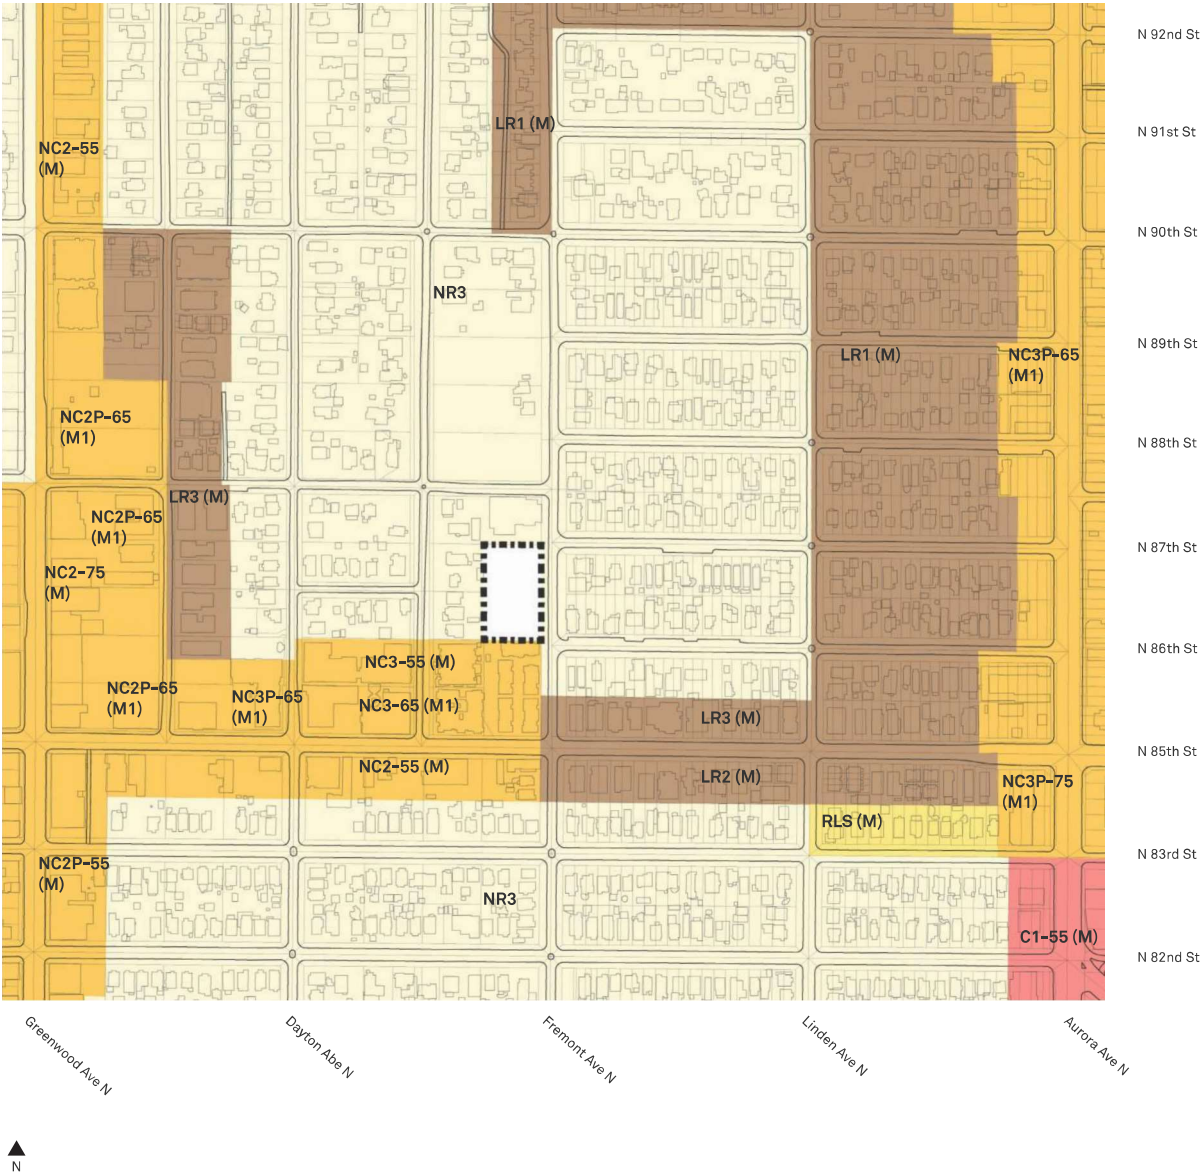 N 92nd St
LR1 (M)
N 91st St
NC2-55
(M)
N 90th St
NR3
N 89th St
LR1 (M)
NC3P-65
(M1)
NC2P-65
(M1)
N 88th St
LR3 (M)
NC2P-65
(M1)
N 87th St
NC2-75
(M)
N 86th St
NC3-55 (M)
NC2P-65
(M1)
NC3P-65
(M1)
NC3-65 (M1)
LR3 (M)
N 85th St
NC2-55 (M)
LR2 (M)
NC3P-75
(M1)
RLS (M)
N 83rd St
NC2P-55
(M)
NR3
C1-55 (M)
N 82nd St
Greenwood Ave N
Dayton Abe N
Fremont Ave N
Linden Ave N
Aurora Ave N
N